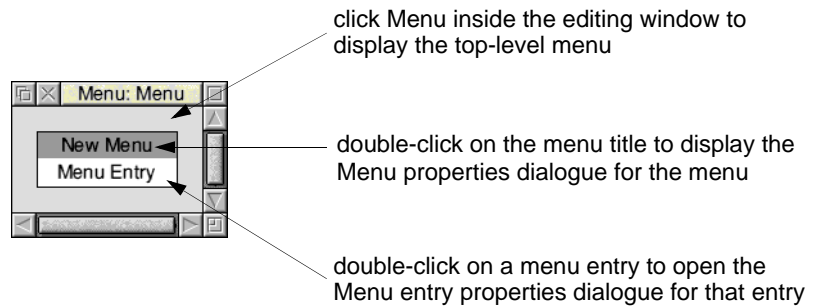 click Menu inside the editing window to
display the top-level menu
Menu: Menu
New Menu
Menu Entry
double-click on the menu title to display the
Menu properties dialogue for the menu
double-click on a menu entry to open the
Menu entry properties dialogue for that entry